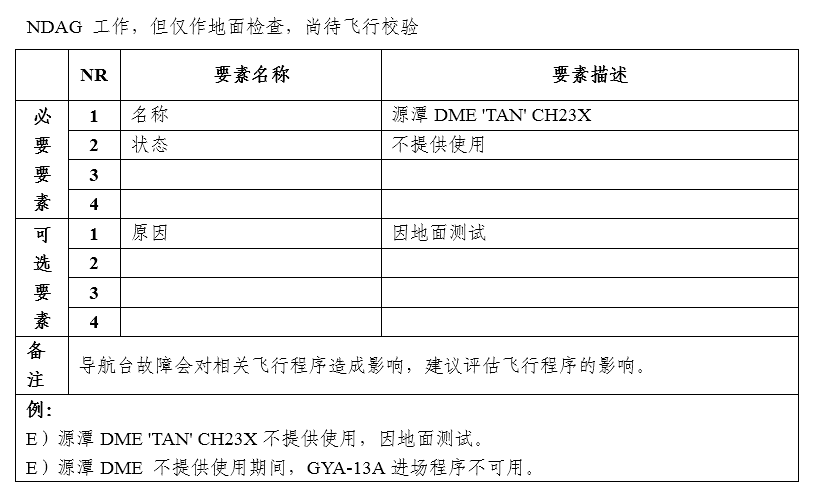 NDAG 工作，但仅作地面检查，尚待飞行校验
NR 要素名称 要素描述
必要要素
1 名称 源潭 DME 'TAN' CH23X
2 状态 不提供使用
3
4
可选要素
1 原因 因地面测试
2
3
4
备注 导航台故障会对相关飞行程序造成影响，建议评估飞行程序的影响。
例：
E）源潭 DME 'TAN' CH23X 不提供使用，因地面测试。
E）源潭 DME 不提供使用期间，GYA-13A 进场程序不可用。